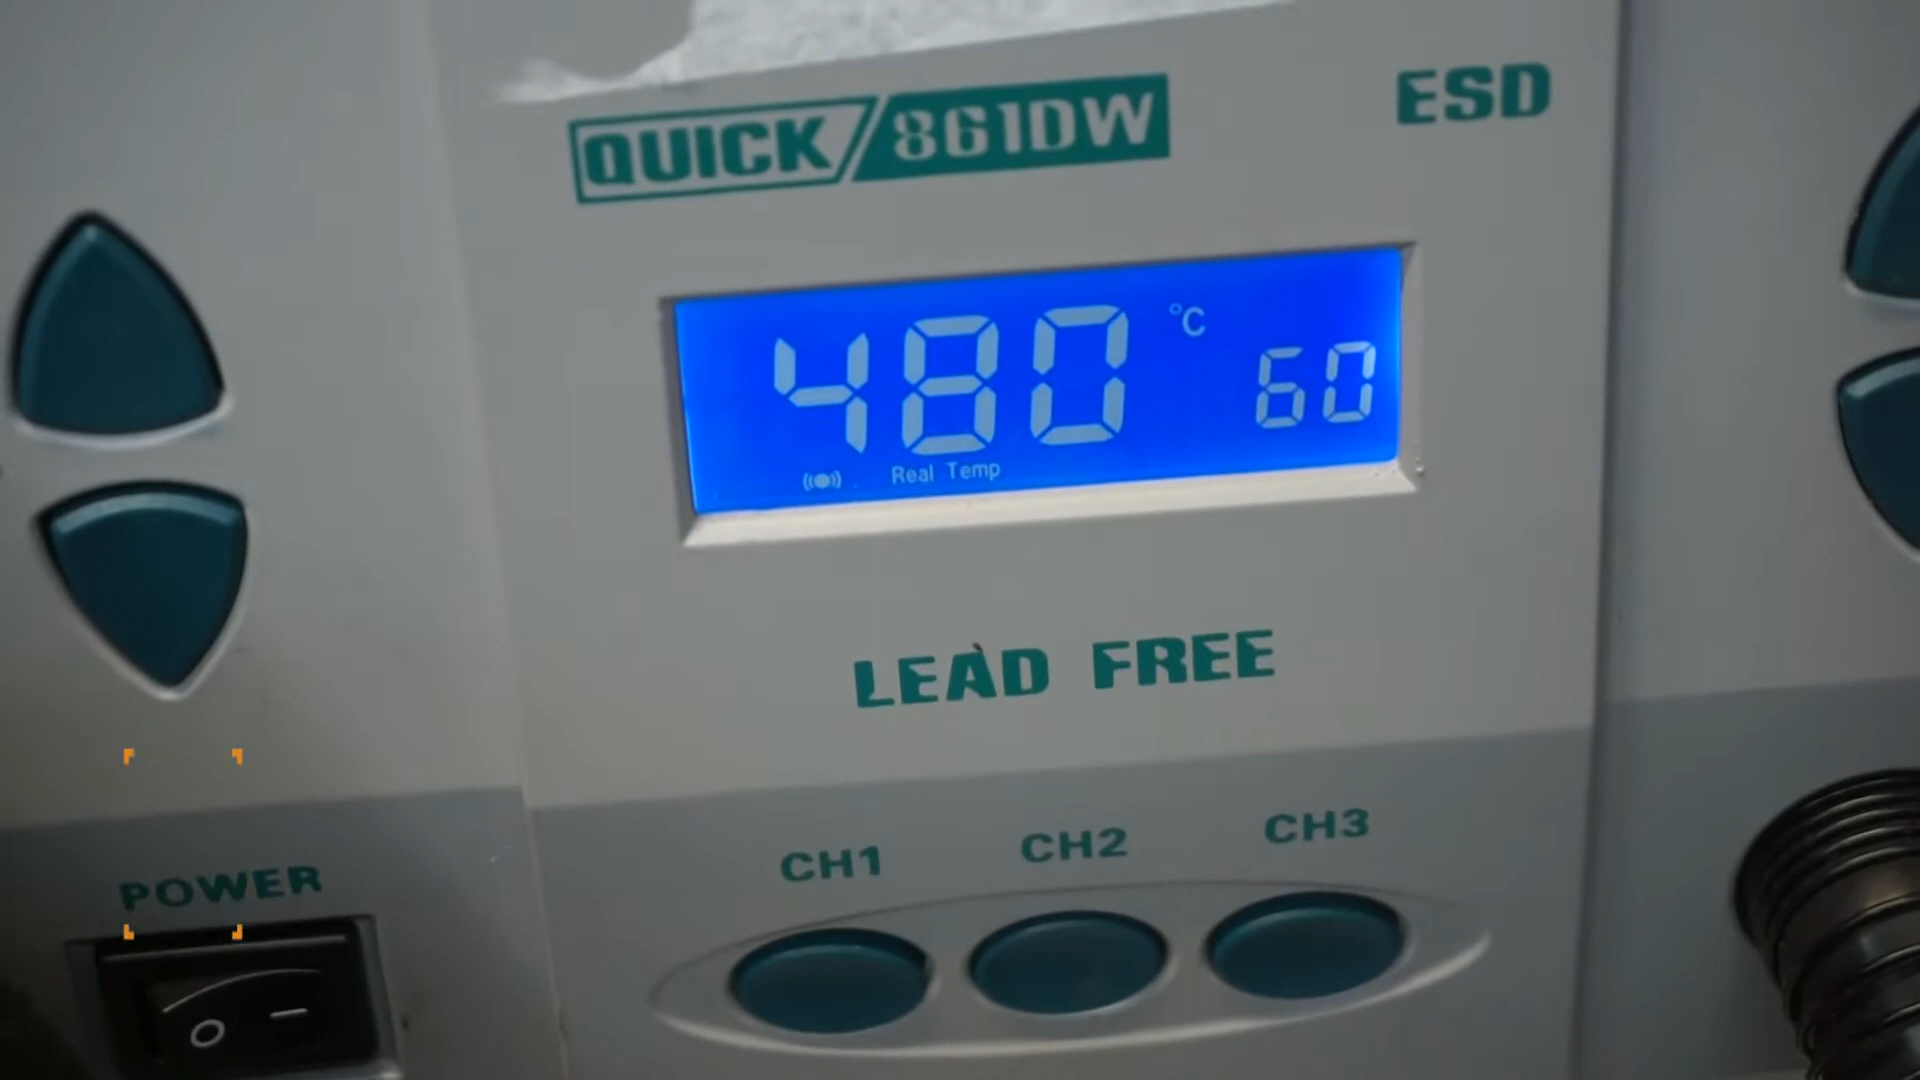 QUICK/861DW
ESD
480 °C 60
Real Temp
LEAD FREE
CH1 CH2 CH3
POWER